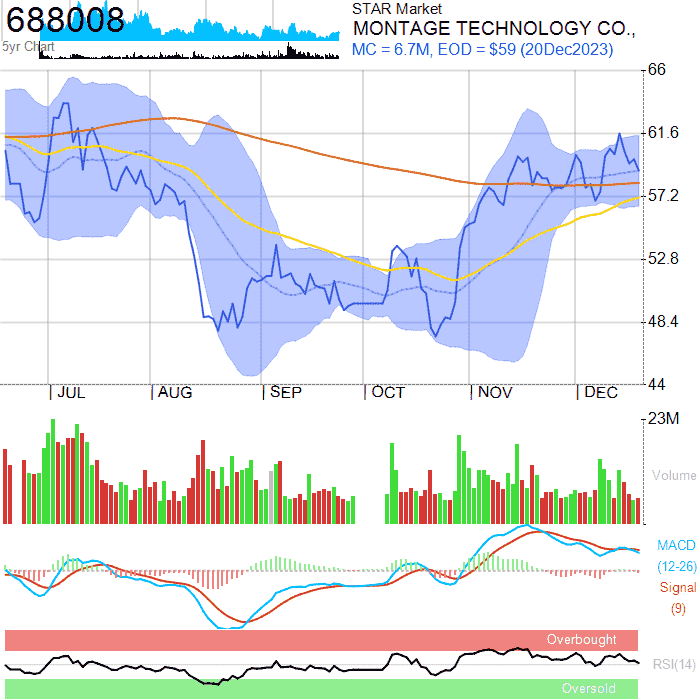 688008
5yr Chart
STAR Market
MONTAGE TECHNOLOGY CO.,
MC = 6.7M, EOD = $59 (20Dec2023)
66
61.6
57.2
52.8
48.4
44
JUL AUG SEP OCT NOV DEC
23M
Volume
MACD
(12-26)
Signal
(9)
Overbought
RSI(14)
Oversold